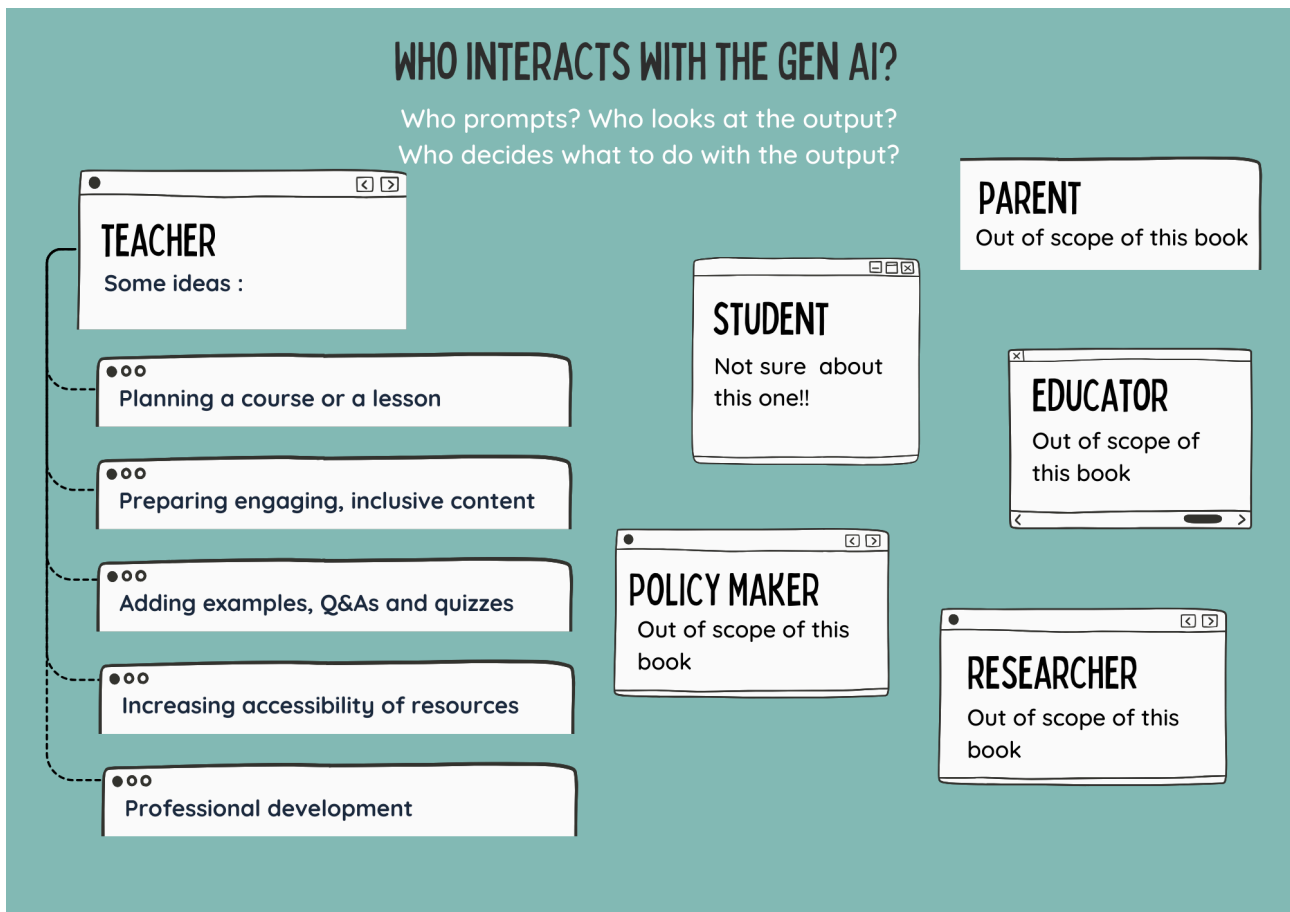 WHO INTERACTS WITH THE GEN AI?
Who prompts? Who looks at the output?
Who decides what to do with the output?
TEACHER
Some ideas :
Planning a course or a lesson
Preparing engaging, inclusive content
Adding examples, Q&As and quizzes
Increasing accessibility of resources
Professional development
STUDENT
Not sure  about
this one!!
PARENT
Out of scope of this book
EDUCATOR
Out of scope of
this book
POLICY MAKER
Out of scope of this
book
RESEARCHER
Out of scope of this
book